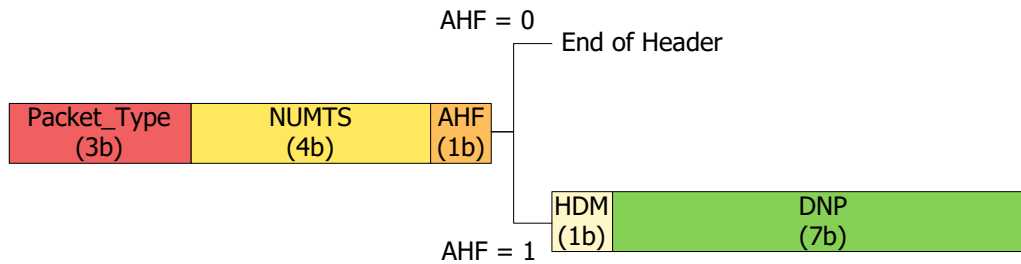 AHF = 0
End of Header
Packet_Type
(3b)
NUMTS
(4b)
AHF
(1b)
HDM
(1b)
DNP
(7b)
AHF = 1